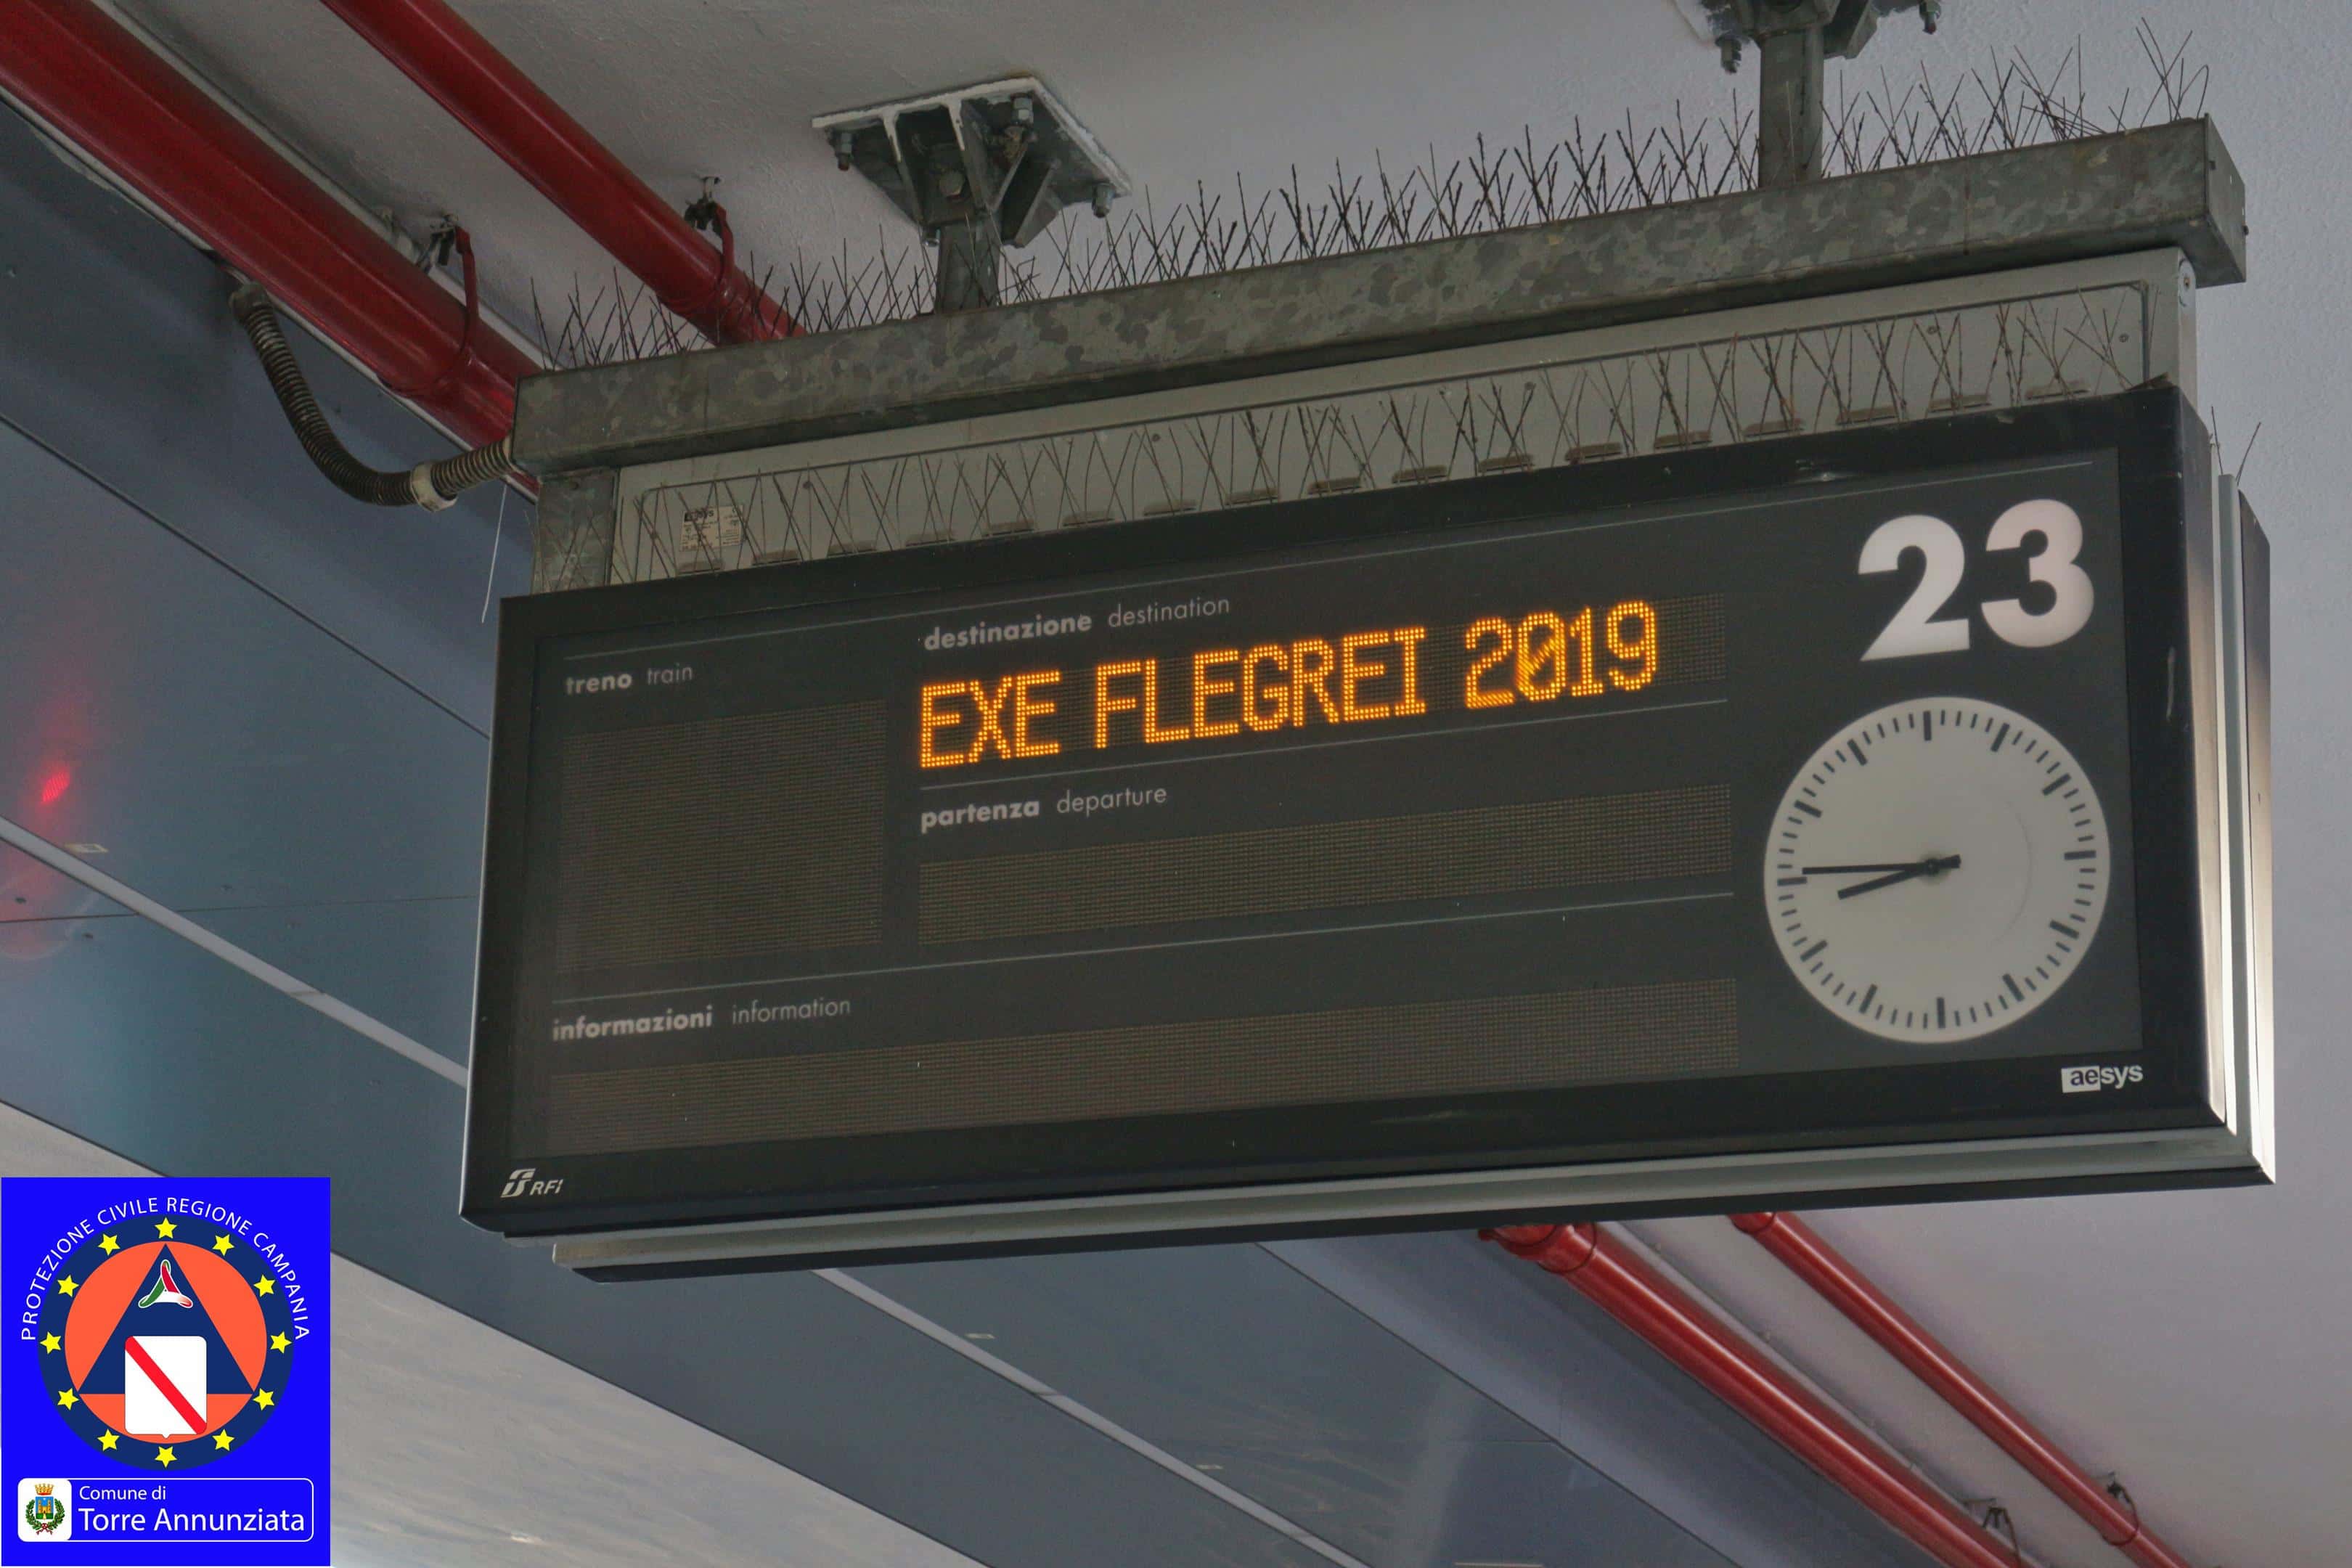 23
destinazione destination
EXE FLEGREI 2019
treno train
partenza departure
informazioni information
aesys
RFI
PROTEZIONE CIVILE REGIONE CAMPANIA
Comune di
Torre Annunziata